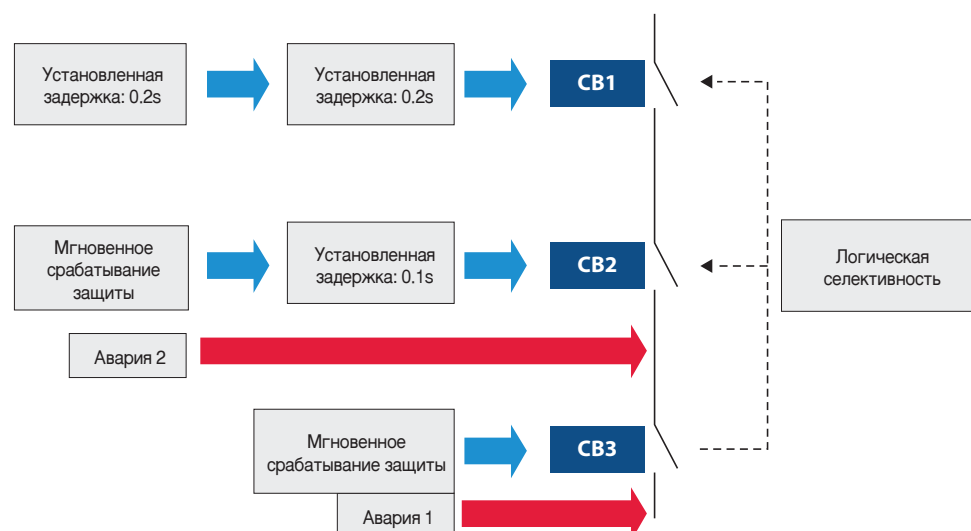 Установленная
задержка: 0.2s
Установленная
задержка: 0.2s
CB1
Мгновенное
срабатывание
защиты
Установленная
задержка: 0.1s
CB2
Логическая
селективность
Авария 2
Мгновенное
срабатывание защиты
CB3
Авария 1